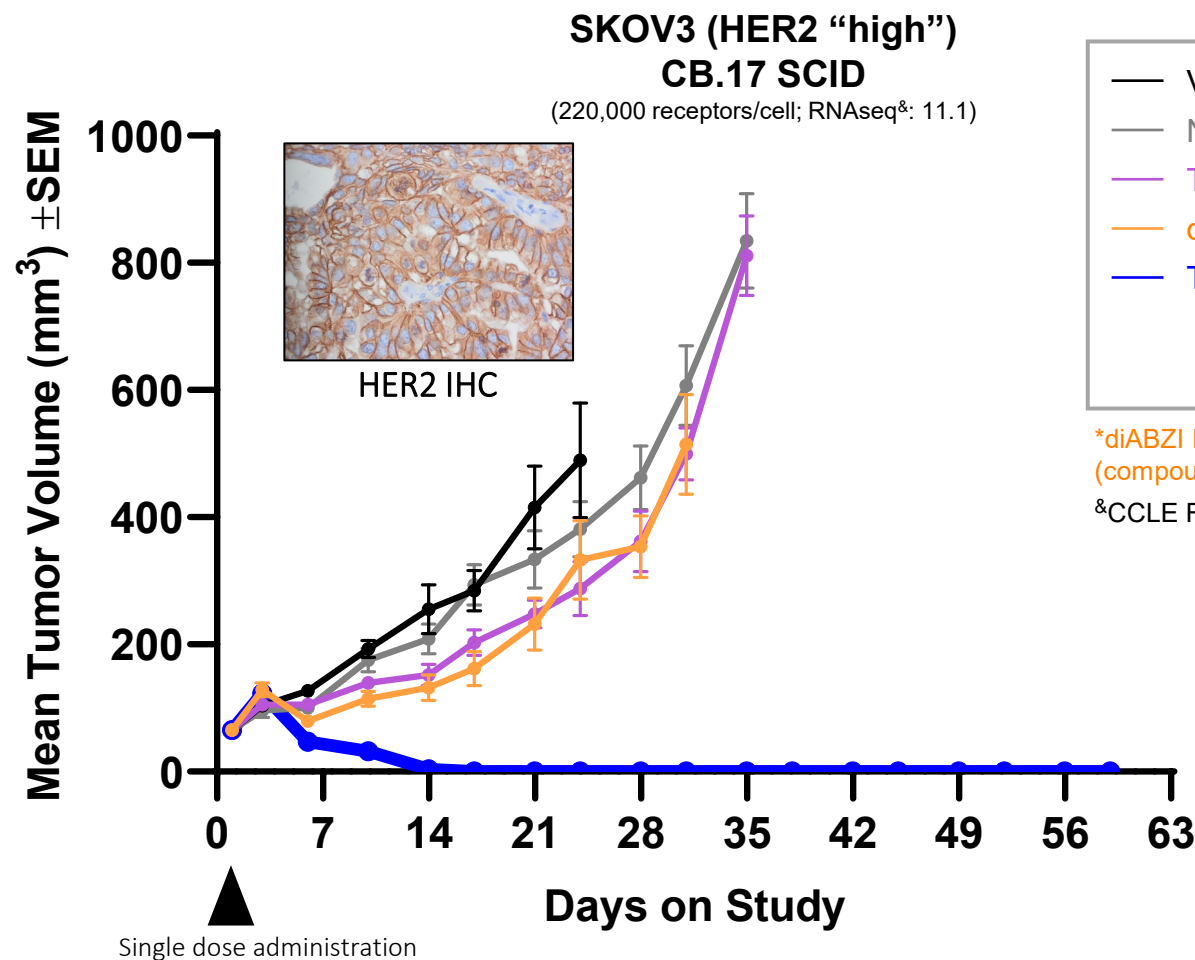 SKOV3 (HER2 “high”)
CB.17 SCID
(220,000 receptors/cell; RNAseq&: 11.1)
Mean Tumor Volume (mm3) ±SEM
1000
800
600
400
200
0
HER2 IHC
0 7 14 21 28 35 42 49 56 63
Days on Study
Single dose administration
V
N
T
T
*diABZI
(compou
&CCLE